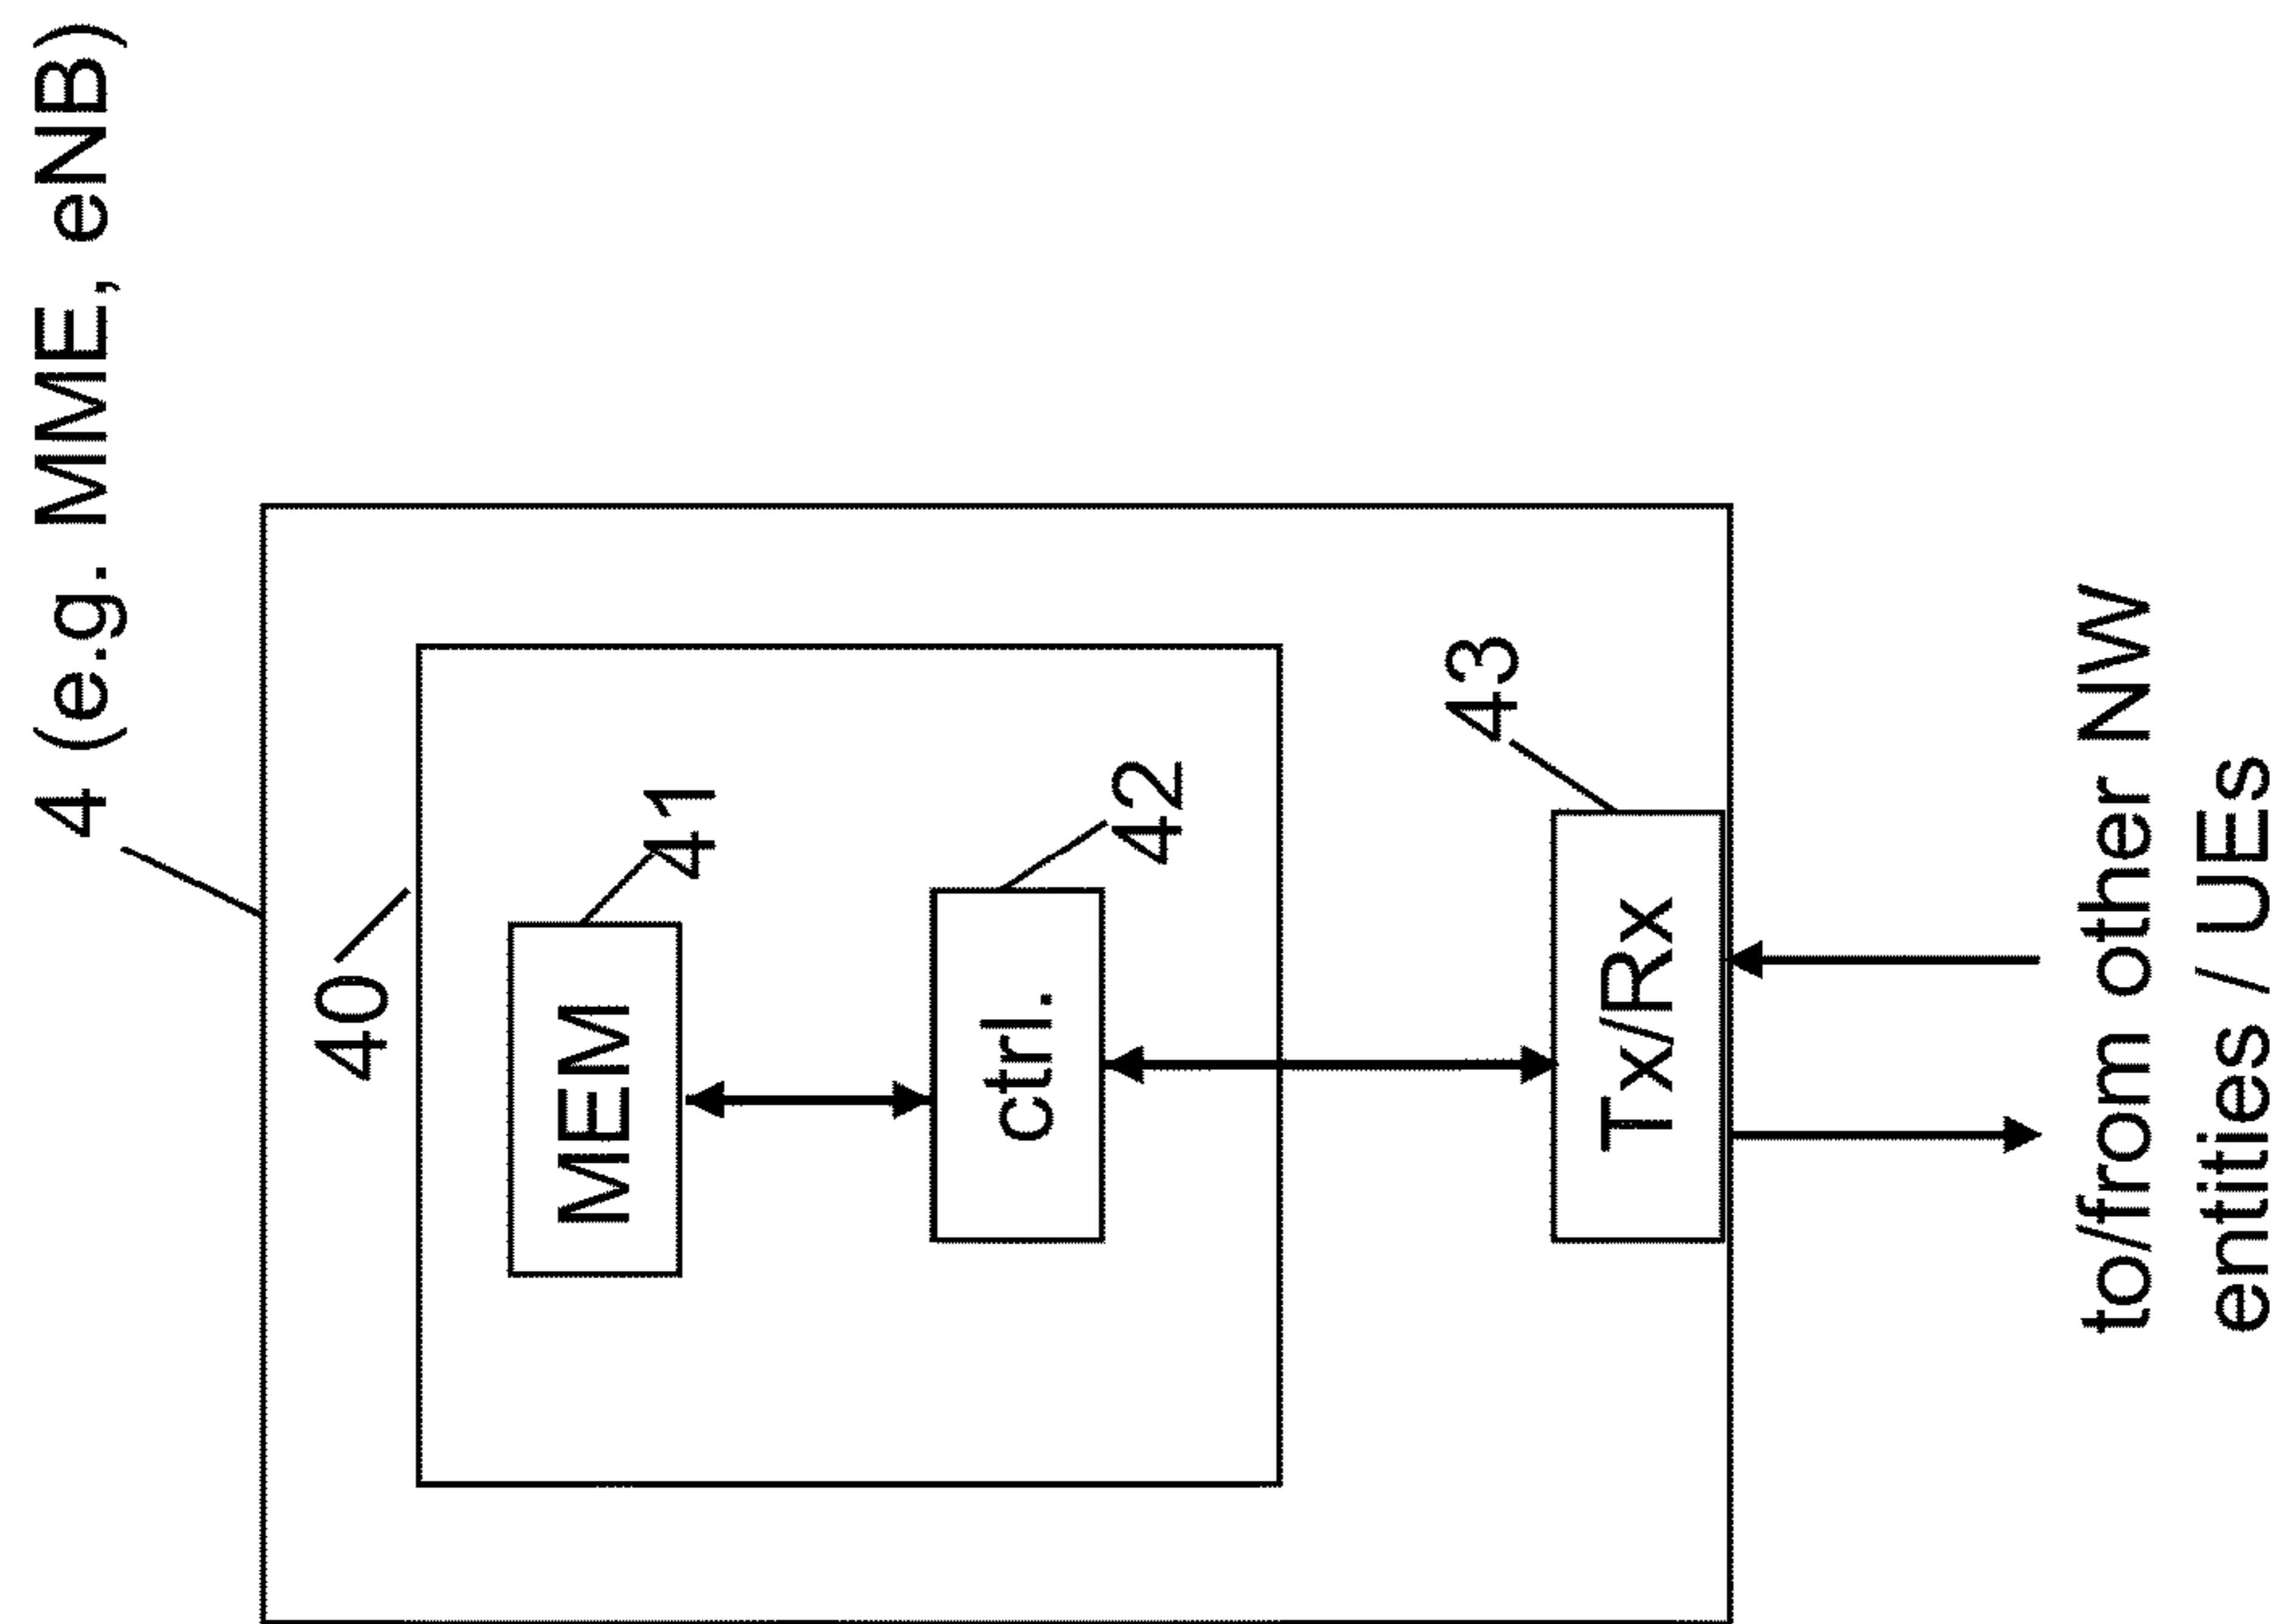 4 (e.g. MME, eNB)
40
MEM
41
ctrl.
42
43
Tx/Rx
to/from other NW
entities / UEs